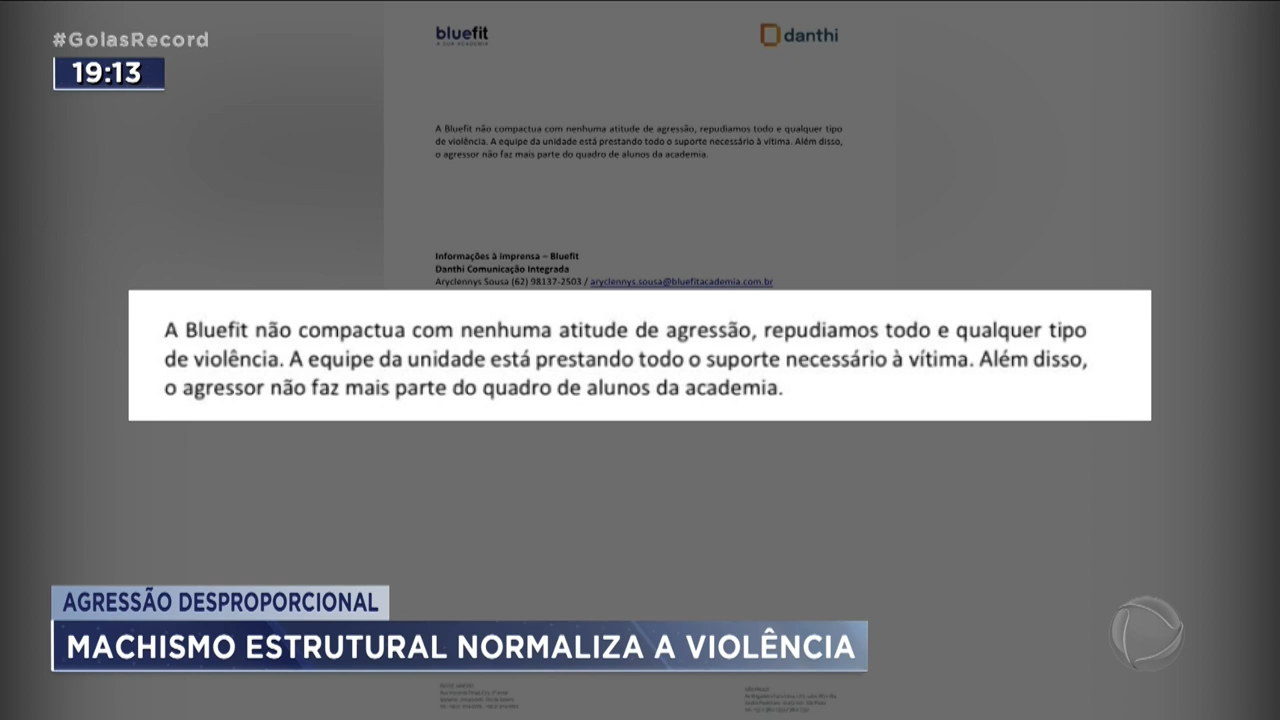 #GoiasRecord
19:13
bluefit
A SUA ACADEMIA
danthi
A Bluefit não compactua com nenhuma atitude de agressão, repudiamos todo e qualquer tipo
de violência. A equipe da unidade está prestando todo o suporte necessário à vítima. Além disso,
o agressor não faz mais parte do quadro de alunos da academia.
Informações à imprensa – Bluefit
Danthi Comunicação Integrada
Aryclennys Sousa (62) 98137-2503 / aryclennys.sousa@bluefitacademia.com.br
A Bluefit não compactua com nenhuma atitude de agressão, repudiamos todo e qualquer tipo
de violência. A equipe da unidade está prestando todo o suporte necessário à vítima. Além disso,
o agressor não faz mais parte do quadro de alunos da academia.
AGRESSÃO DESPROPORCIONAL
MACHISMO ESTRUTURAL NORMALIZA A VIOLÊNCIA